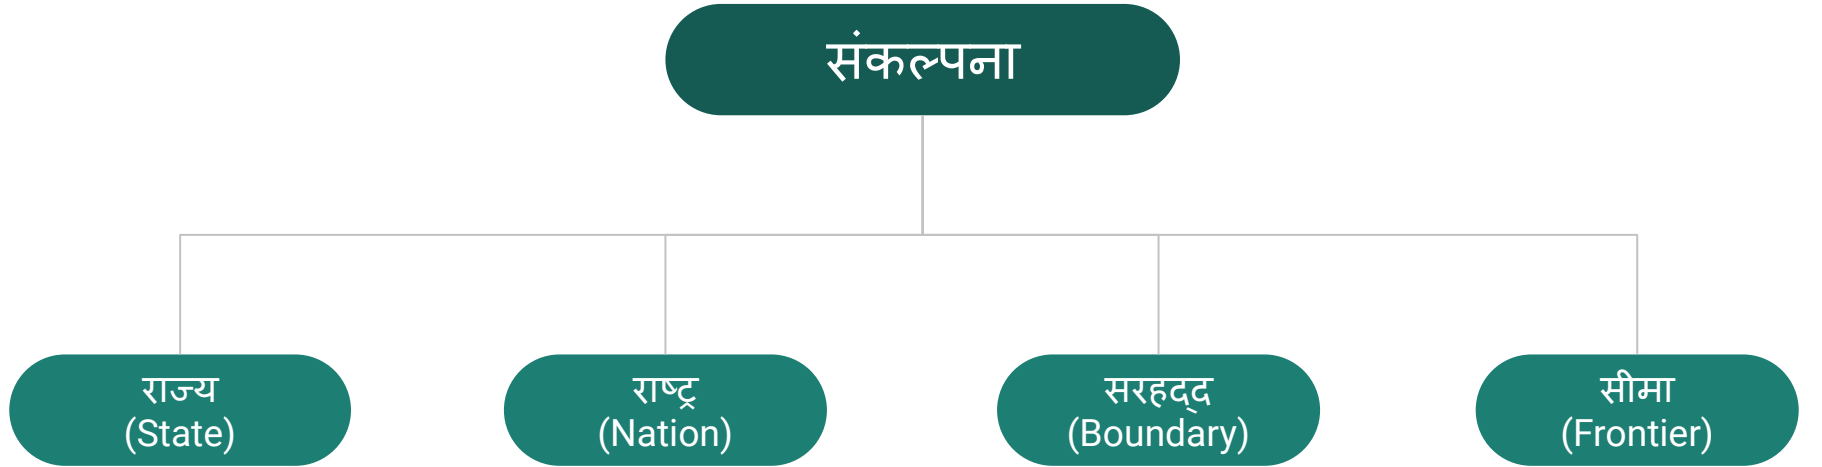 संकल्पना
राज्य
(State)
राष्ट्र
(Nation)
सरहद्द
(Boundary)
सीमा
(Frontier)